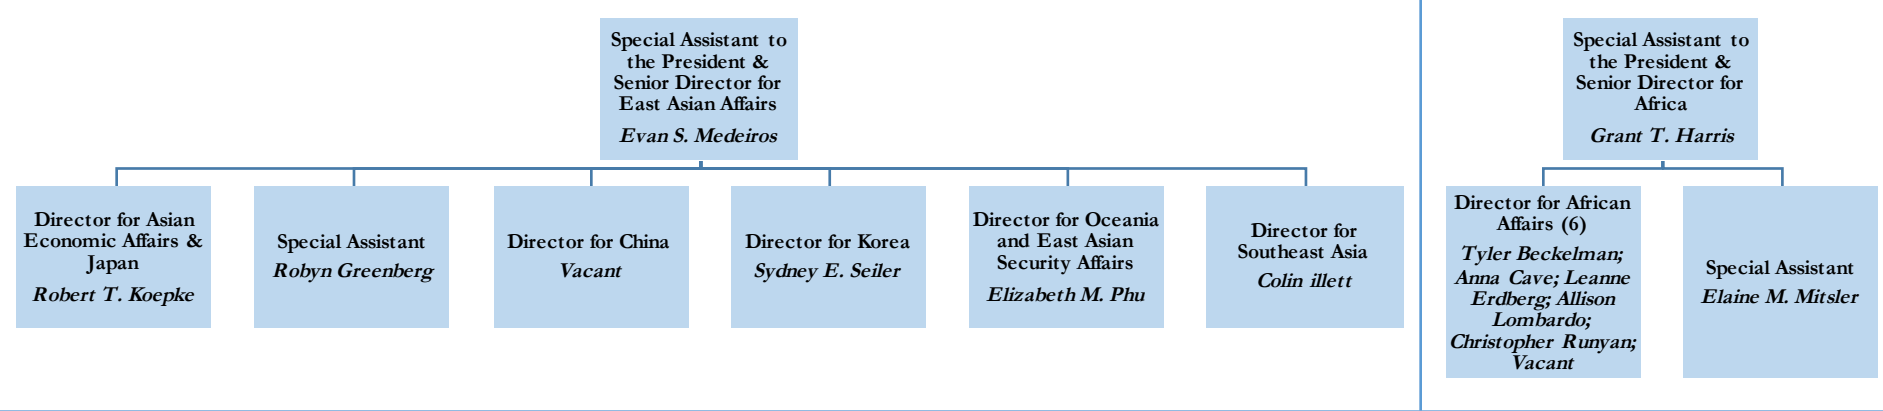 Special Assistant to
the President &
Senior Director for
East Asian Affairs
Evan S. Medeiros
Director for Asian
Economic Affairs &
Japan
Robert T. Koepke
Special Assistant
Robyn Greenberg
Director for China
Vacant
Director for Korea
Sydney E. Seiler
Director for Oceania
and East Asian
Security Affairs
Elizabeth M. Phu
Director for
Southeast Asia
Colin illett
Special Assistant to
the President &
Senior Director for
Africa
Grant T. Harris
Director for African
Affairs (6)
Tyler Beckelman;
Anna Cave; Leanne
Erdberg; Allison
Lombardo;
Christopher Runyan;
Vacant
Special Assistant
Elaine M. Mitsler